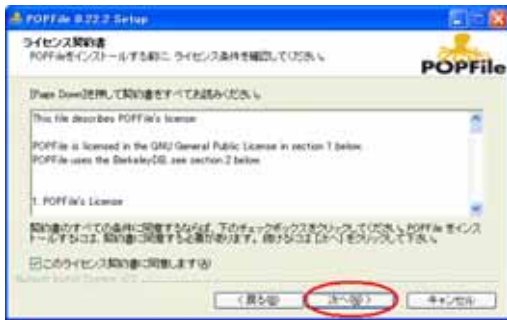 POPFile 0.22.2 Setup
ライセンス契約書
POPFileをインストールする前に、ライセンス条件を確認してください。
POPFile
[Page Down]を押して契約書をすべてお読みください。
This file describes POPFile's license
POPFile is licensed in the GNU General Public License in section 1 below.
POPFile uses the BerkeleyDB, see section 2 below.
1. POPFile's License
契約書のすべての条件に同意するならば、下のチェックボックスをクリックしてください。POPFile をインス
トールするには、契約書に同意する必要があります。続けるには [次へ] をクリックして下さい。
このライセンス契約書に同意します(A)
< 戻る(B)
次へ(N) >
キャンセル